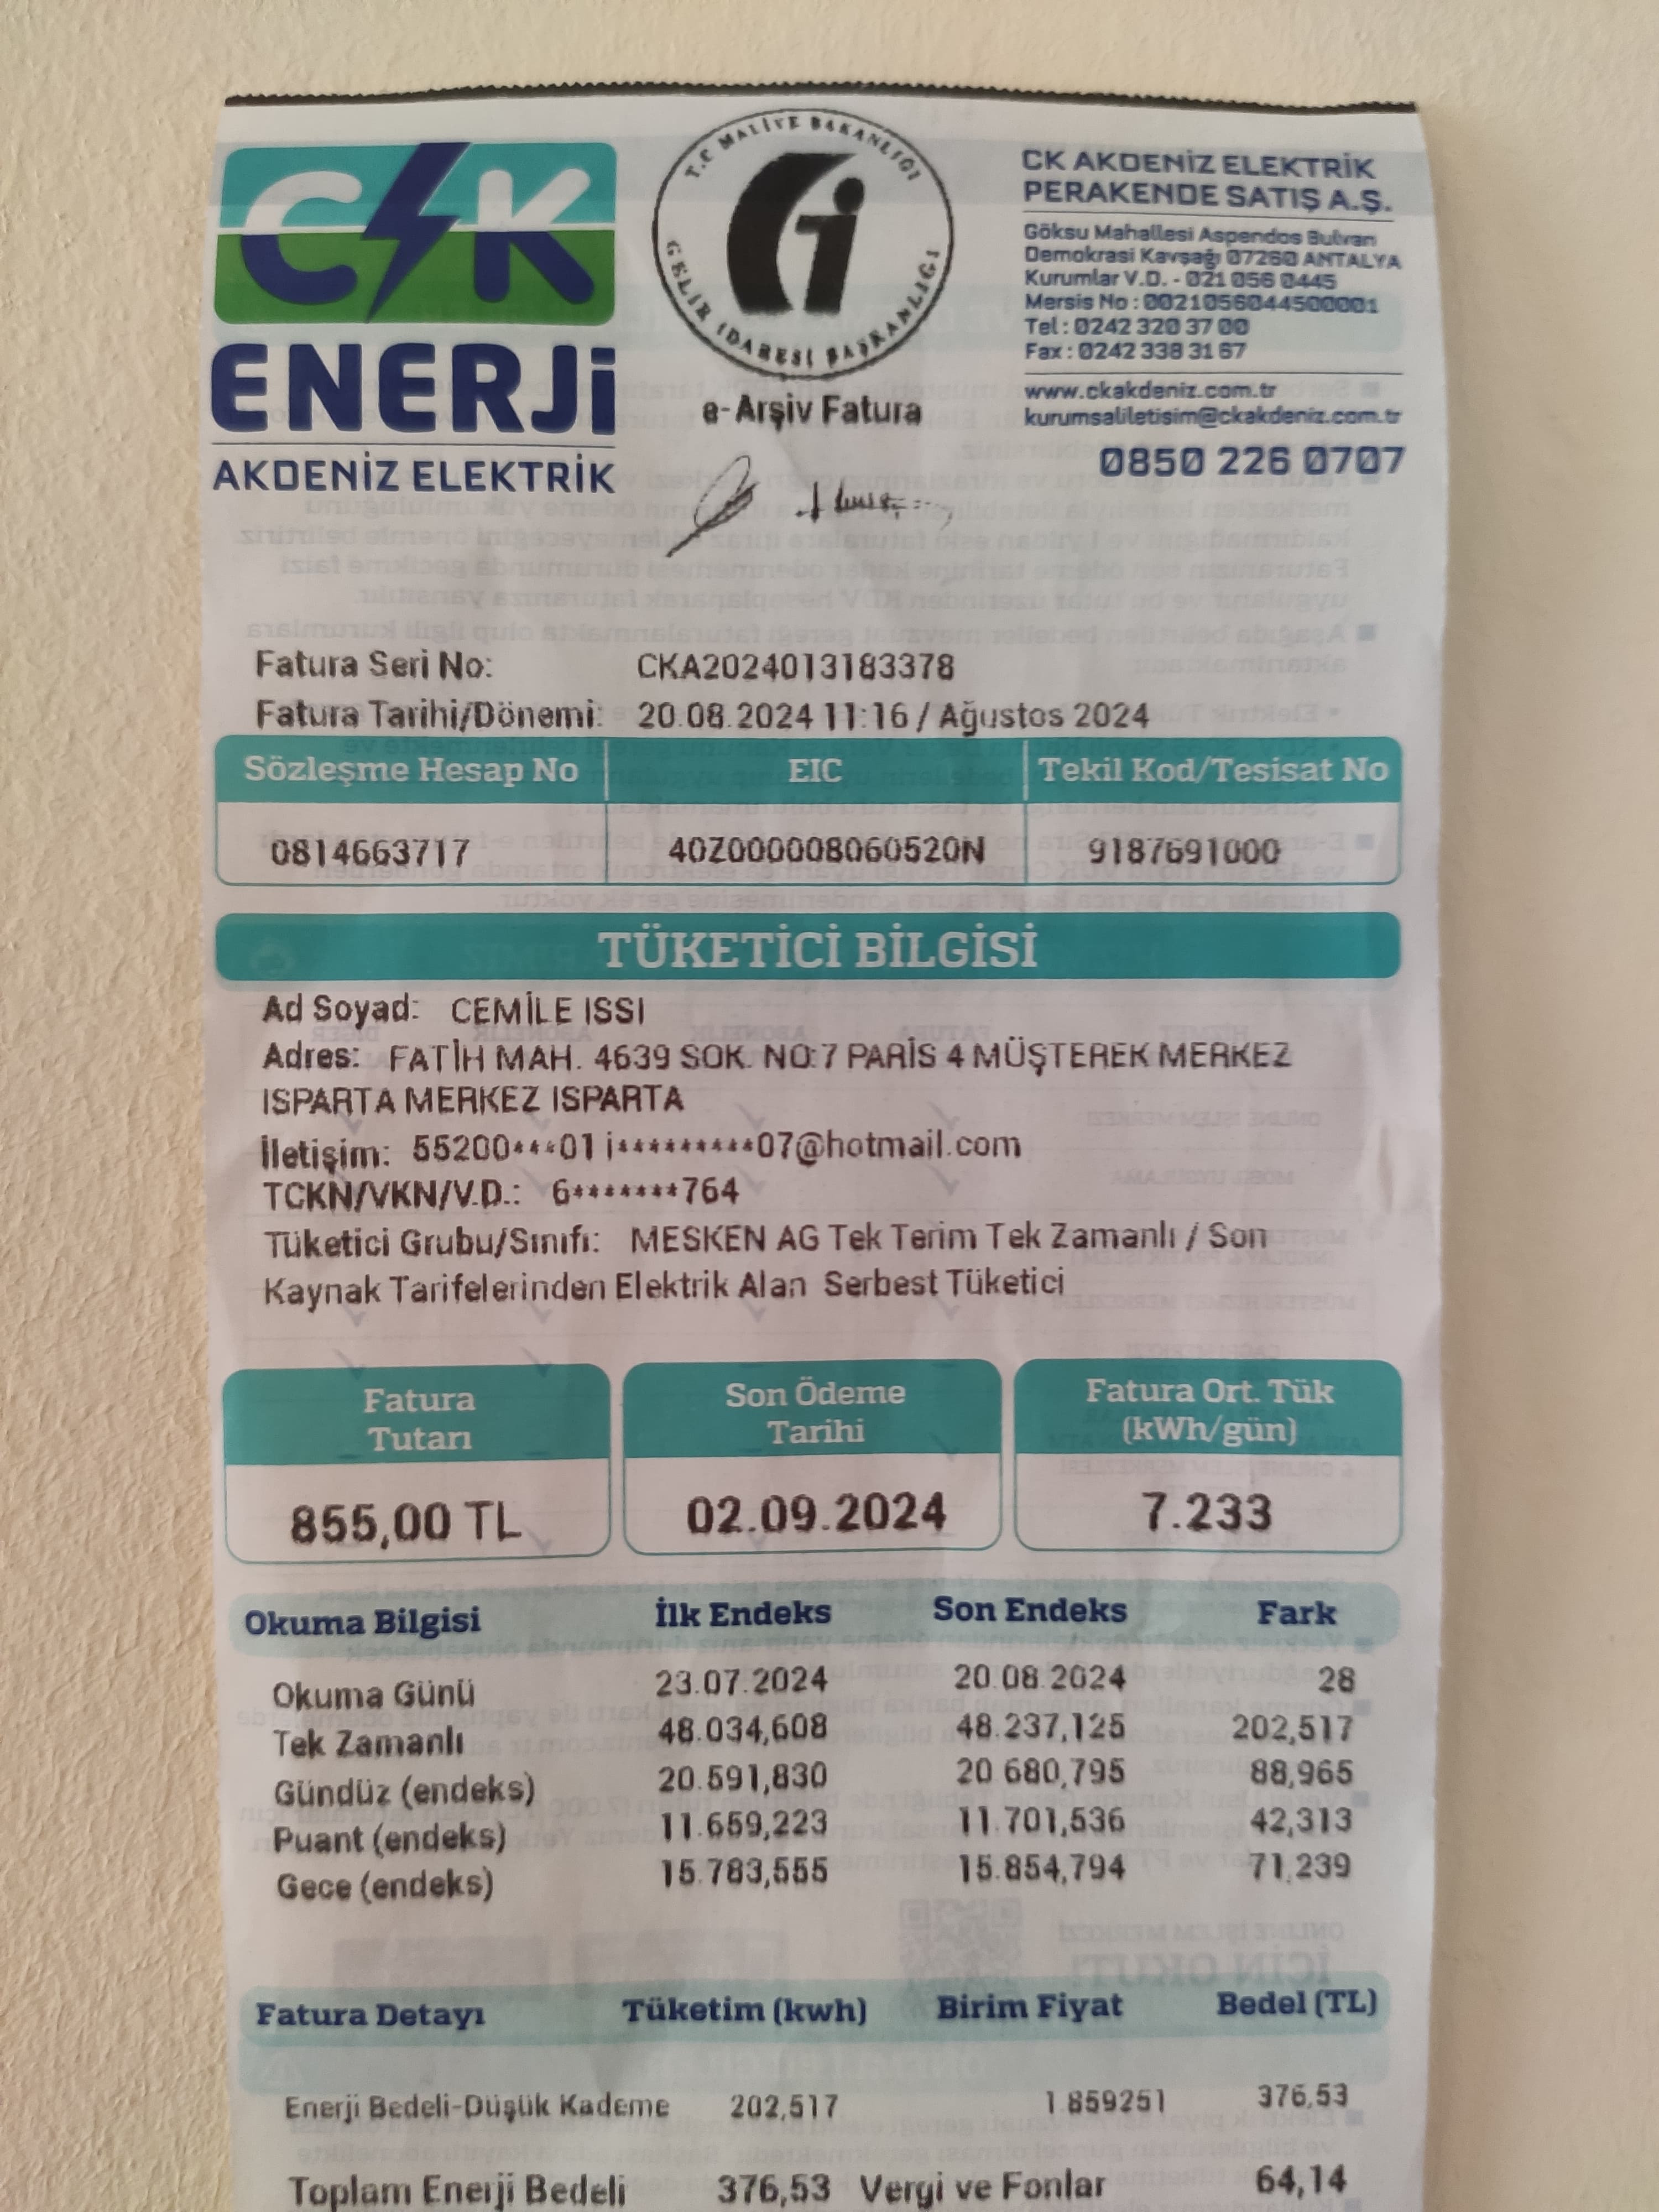 CK
ENERJi
AKDENİZ ELEKTRİK
T.C MALİYE BAKANLIĞI
GELİR İDARESİ BAŞKANLIĞI
e-Arşiv Fatura
CK AKDENİZ ELEKTRİK
PERAKENDE SATIŞ A.Ş.
Göksu Mahallesi Aspendos Bulvarı
Demokrasi Kavşağı 07260 ANTALYA
Kurumlar V.D. - 021 056 0445
Mersis No : 0021056044500001
Tel : 0242 320 37 00
Fax : 0242 338 31 67
www.ckakdeniz.com.tr
kurumsaliletisim@ckakdeniz.com.tr
0850 226 0707
Fatura Seri No: CKA2024013183378
Fatura Tarihi/Dönemi: 20.08.2024 11:16 / Ağustos 2024
Sözleşme Hesap No EIC Tekil Kod/Tesisat No
0814663717 40Z000008060520N 9187691000
TÜKETİCİ BİLGİSİ
Ad Soyad: CEMİLE ISSI
Adres: FATİH MAH. 4639 SOK. NO:7 PARİS 4 MÜŞTEREK MERKEZ
ISPARTA MERKEZ ISPARTA
İletişim: 55200***01 i*********07@hotmail.com
TCKN/VKN/V.D.: 6*******764
Tüketici Grubu/Sınıfı: MESKEN AG Tek Terim Tek Zamanlı / Son
Kaynak Tarifelerinden Elektrik Alan Serbest Tüketici
Fatura Tutarı
855,00 TL
Son Ödeme Tarihi
02.09.2024
Fatura Ort. Tük (kWh/gün)
7.233
Okuma Bilgisi İlk Endeks Son Endeks Fark
Okuma Günü 23.07.2024 20.08.2024 28
Tek Zamanlı 48.034,608 48.237,125 202,517
Gündüz (endeks) 20.591,830 20.680,795 88,965
Puant (endeks) 11.659,223 11.701,536 42,313
Gece (endeks) 15.783,555 15.854,794 71,239
Fatura Detayı Tüketim (kwh) Birim Fiyat Bedel (TL)
Enerji Bedeli-Düşük Kademe 202,517 1.859251 376,53
Toplam Enerji Bedeli 376,53 Vergi ve Fonlar 64,14